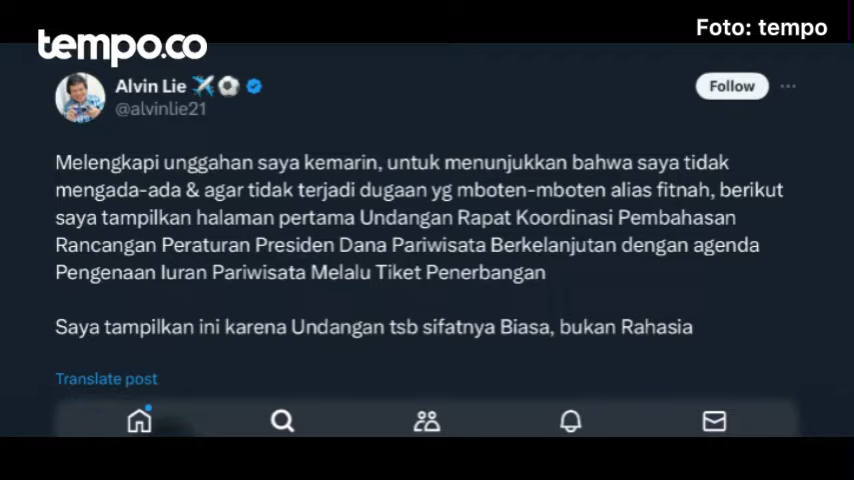 Foto: tempo
tempo.co
Alvin Lie ✈️⚽
Follow
@alvinlie21
Melengkapi unggahan saya kemarin, untuk menunjukkan bahwa saya tidak
mengada-ada & agar tidak terjadi dugaan yg mboten-mboten alias fitnah, berikut
saya tampilkan halaman pertama Undangan Rapat Koordinasi Pembahasan
Rancangan Peraturan Presiden Dana Pariwisata Berkelanjutan dengan agenda
Pengenaan Iuran Pariwisata Melalu Tiket Penerbangan
Saya tampilkan ini karena Undangan tsb sifatnya Biasa, bukan Rahasia
Translate post